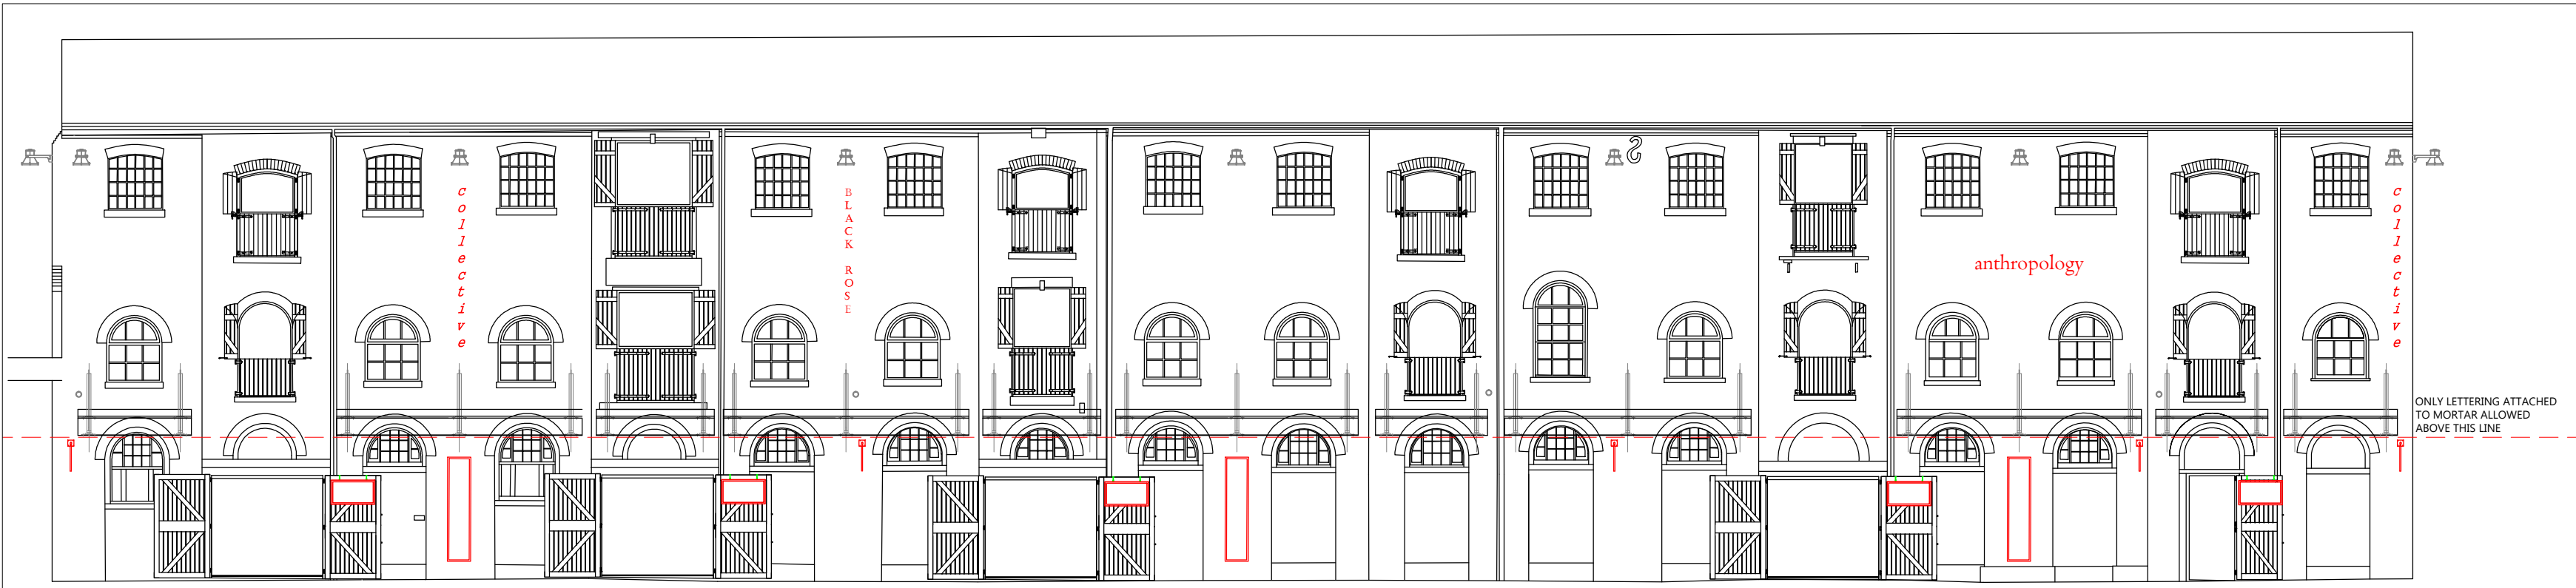 collective
BLACK ROSE
anthropology
collective
ONLY LETTERING ATTACHED
TO MORTAR ALLOWED
ABOVE THIS LINE